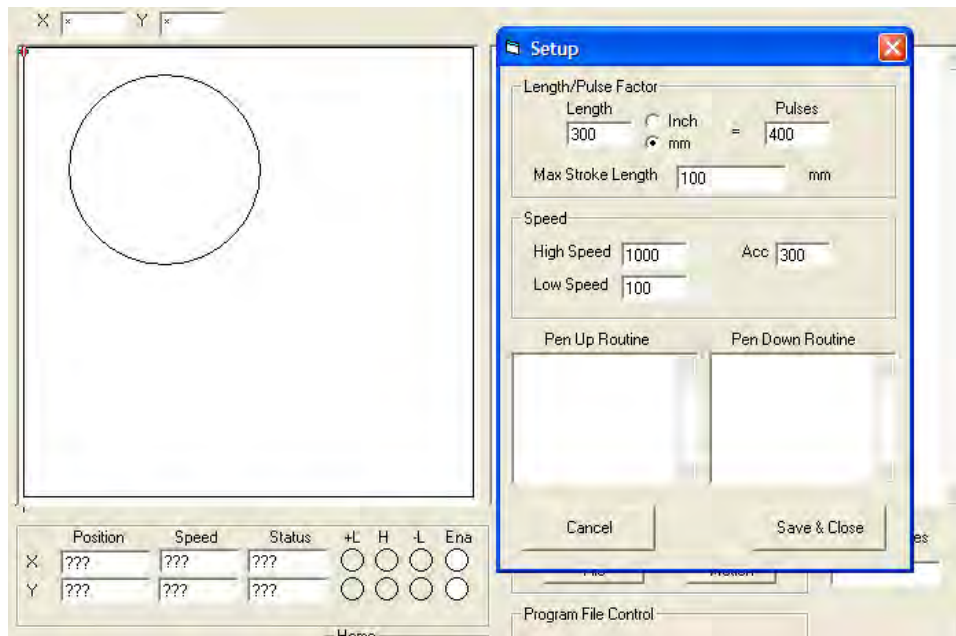 X * Y *
Setup
Length/Pulse Factor
Length Pulses
300 Inch = 400
mm
Max Stroke Length 100 mm
Speed
High Speed 1000 Acc 300
Low Speed 100
Pen Up Routine Pen Down Routine
Cancel Save & Close
Position Speed Status +L H -L Ena
X ??? ??? ???
Y ??? ??? ???
es
Program File Control
Home